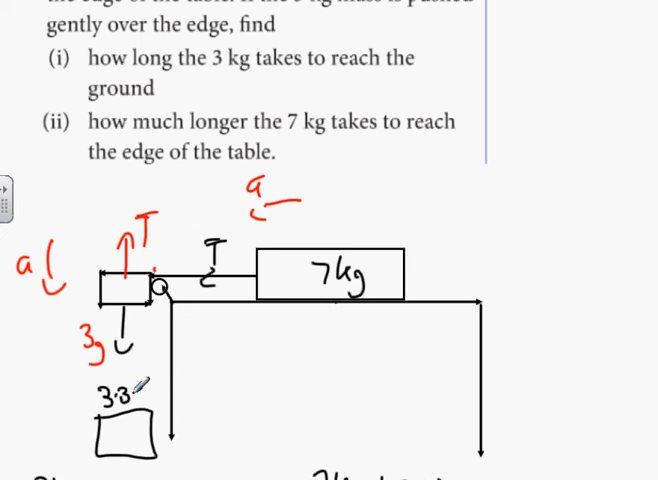 gently over the edge, find
(i) how long the 3 kg takes to reach the
ground
(ii) how much longer the 7 kg takes to reach
the edge of the table.
a
T
a
T
7kg
3g
3.3